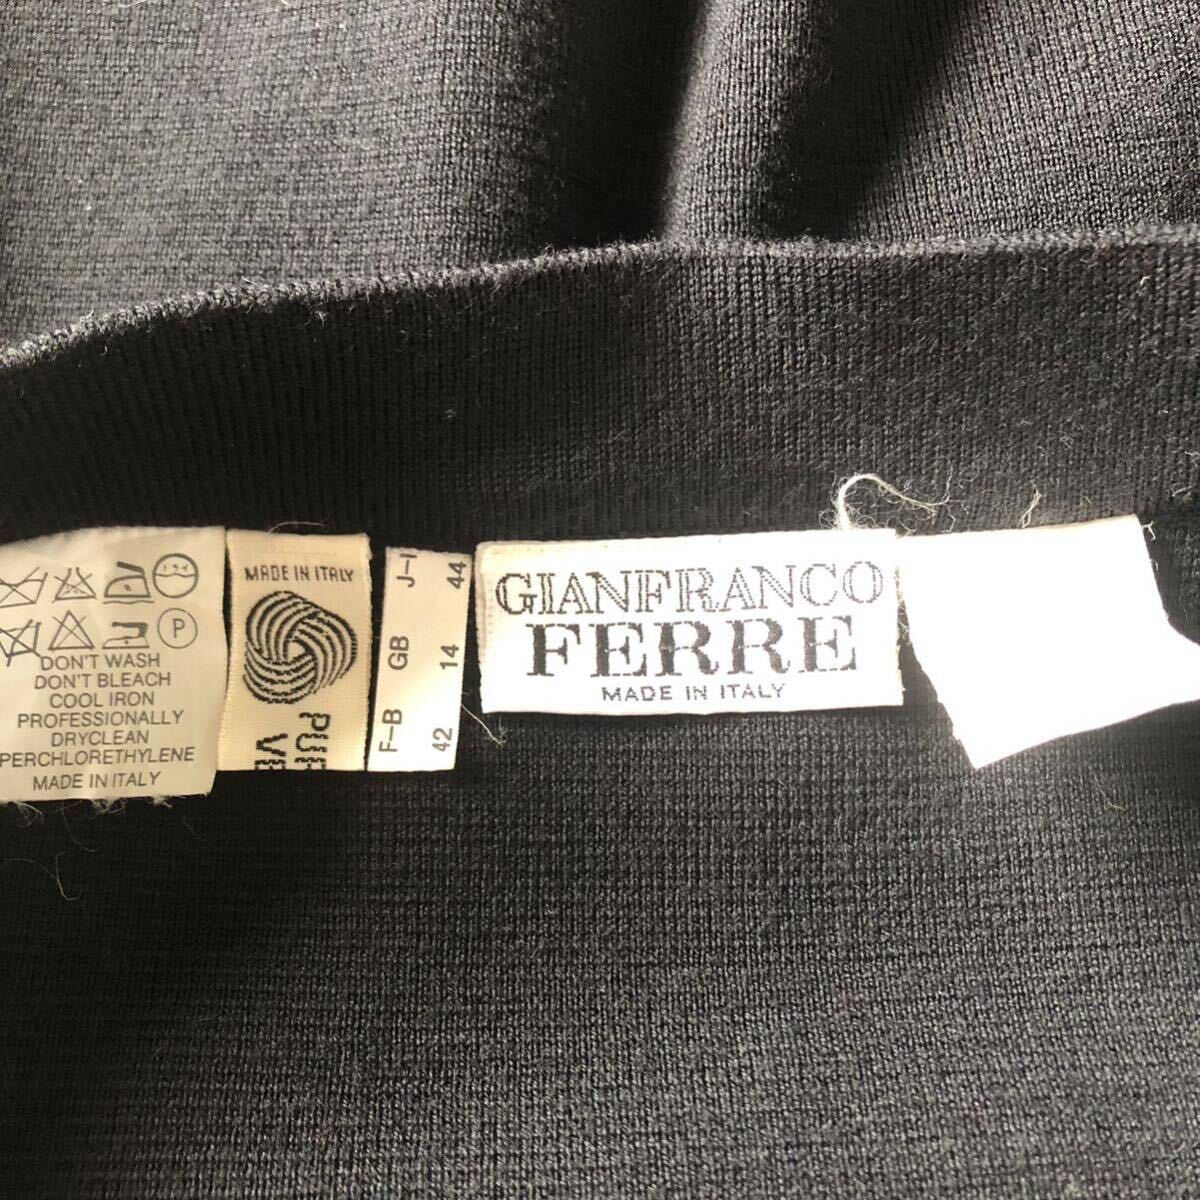 DON'T WASH
DON'T BLEACH
COOL IRON
PROFESSIONALLY
DRYCLEAN
PERCHLORETHYLENE
MADE IN ITALY
P
MADE IN ITALY
J-I 44
GB 14
F-B 42
GIANFRANCO
FERRE
MADE IN ITALY